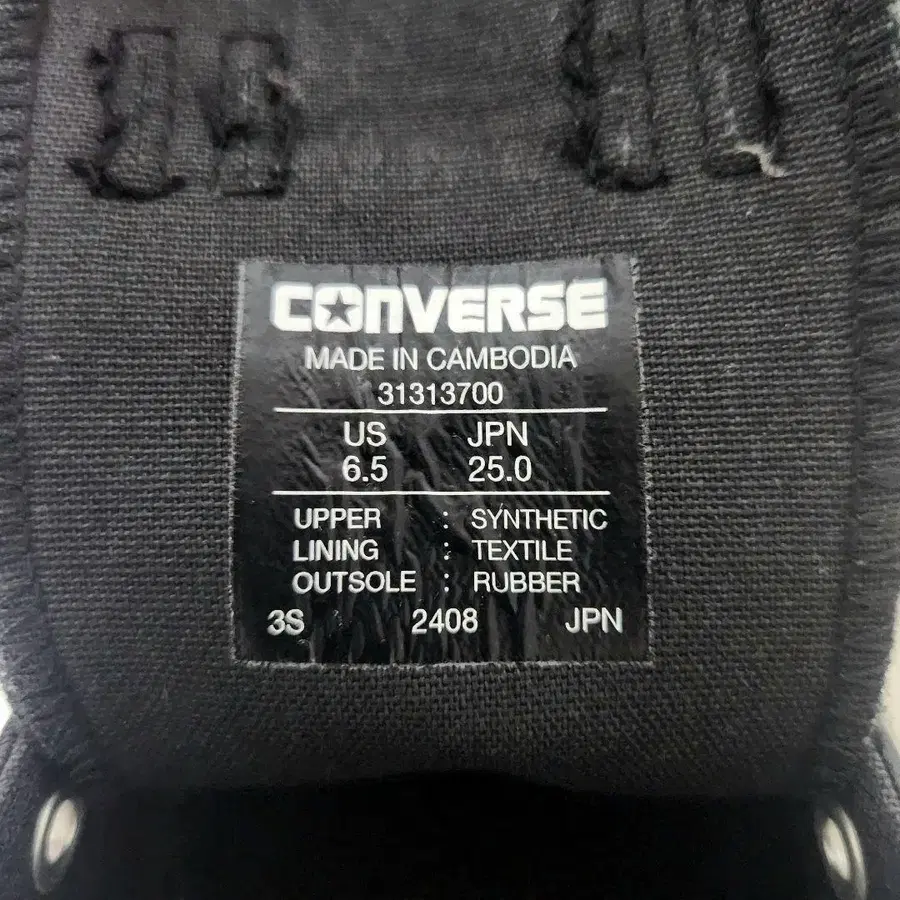 CONVERSE
MADE IN CAMBODIA
31313700
US JPN
6.5 25.0
UPPER : SYNTHETIC
LINING : TEXTILE
OUTSOLE : RUBBER
3S 2408 JPN